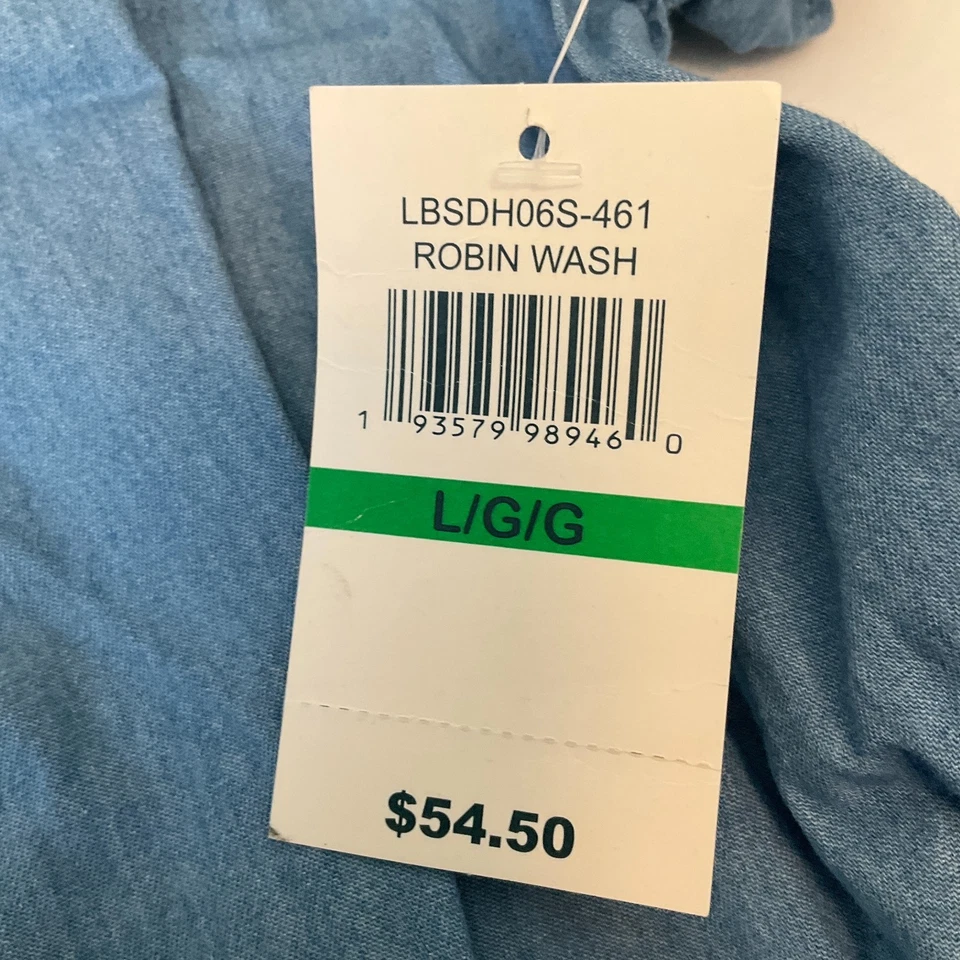 LBSDH06S-461
ROBIN WASH
1 93579 98946 0
L/G/G
$54.50